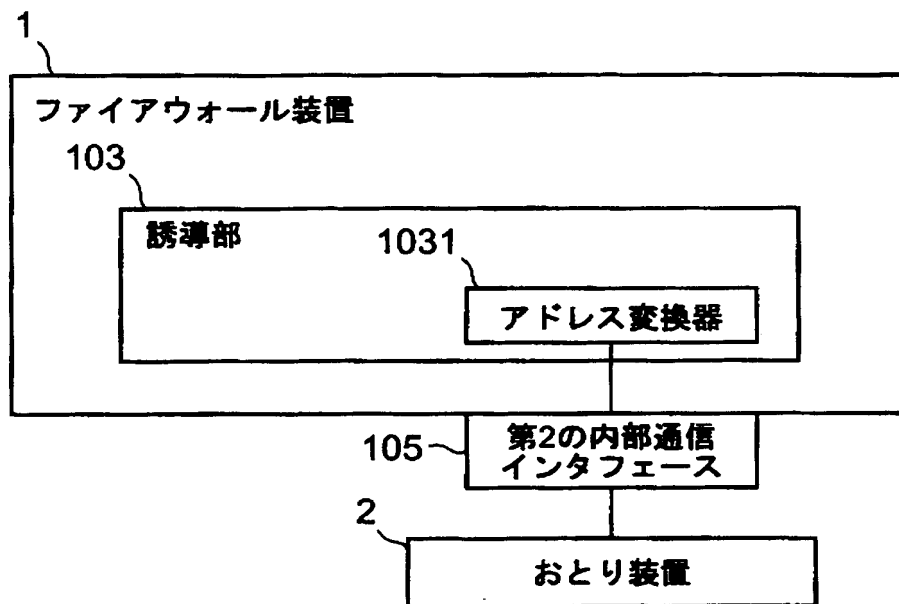 1
ファイアウォール装置
103
誘導部
1031
アドレス変換器
105
第2の内部通信
インタフェース
2
おとり装置